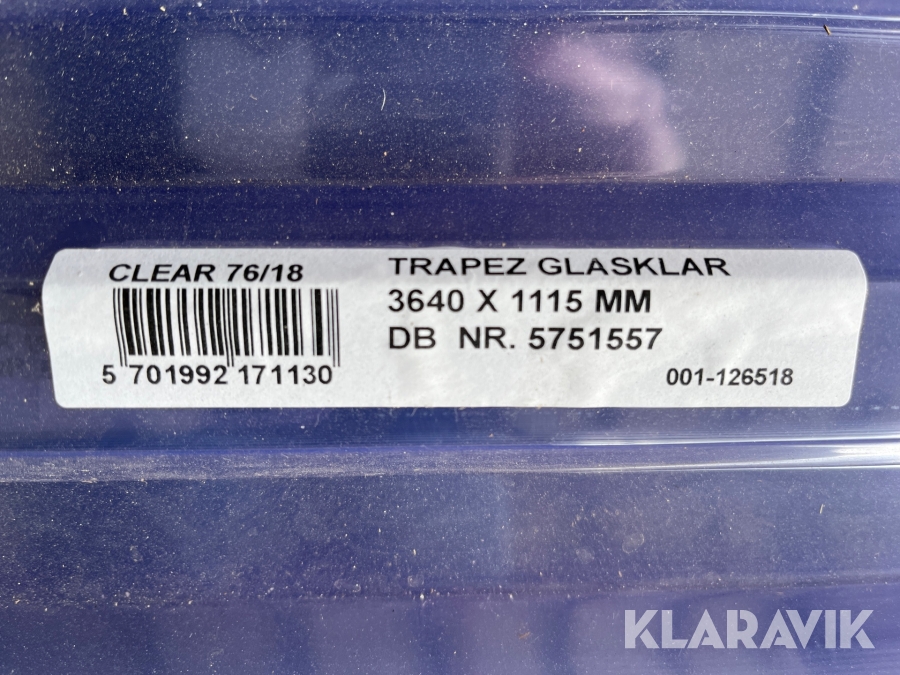 CLEAR 76/18
5 701992 171130
TRAPEZ GLASKLAR
3640 X 1115 MM
DB NR. 5751557
001-126518
KLARAVIK